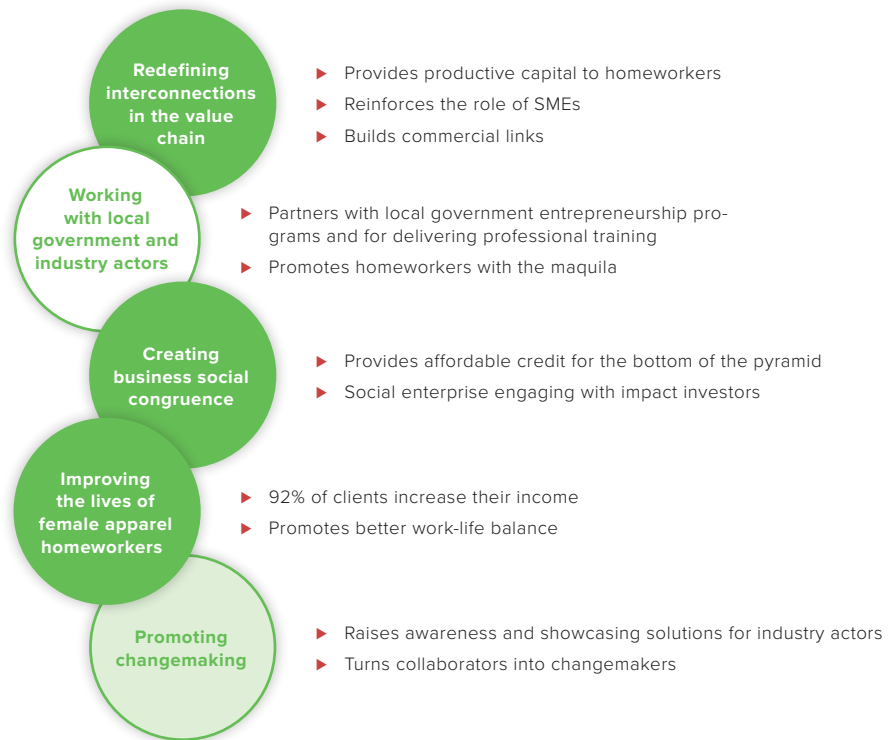 Redefining
interconnections
in the value
chain
Provides productive capital to homeworkers
Reinforces the role of SMEs
Builds commercial links
Working
with local
government and
industry actors
Partners with local government entrepreneurship pro-
grams and for delivering professional training
Promotes homeworkers with the maquila
Creating
business social
congruence
Provides affordable credit for the bottom of the pyramid
Social enterprise engaging with impact investors
Improving
the lives of
female apparel
homeworkers
92% of clients increase their income
Promotes better work-life balance
Promoting
changemaking
Raises awareness and showcasing solutions for industry actors
Turns collaborators into changemakers